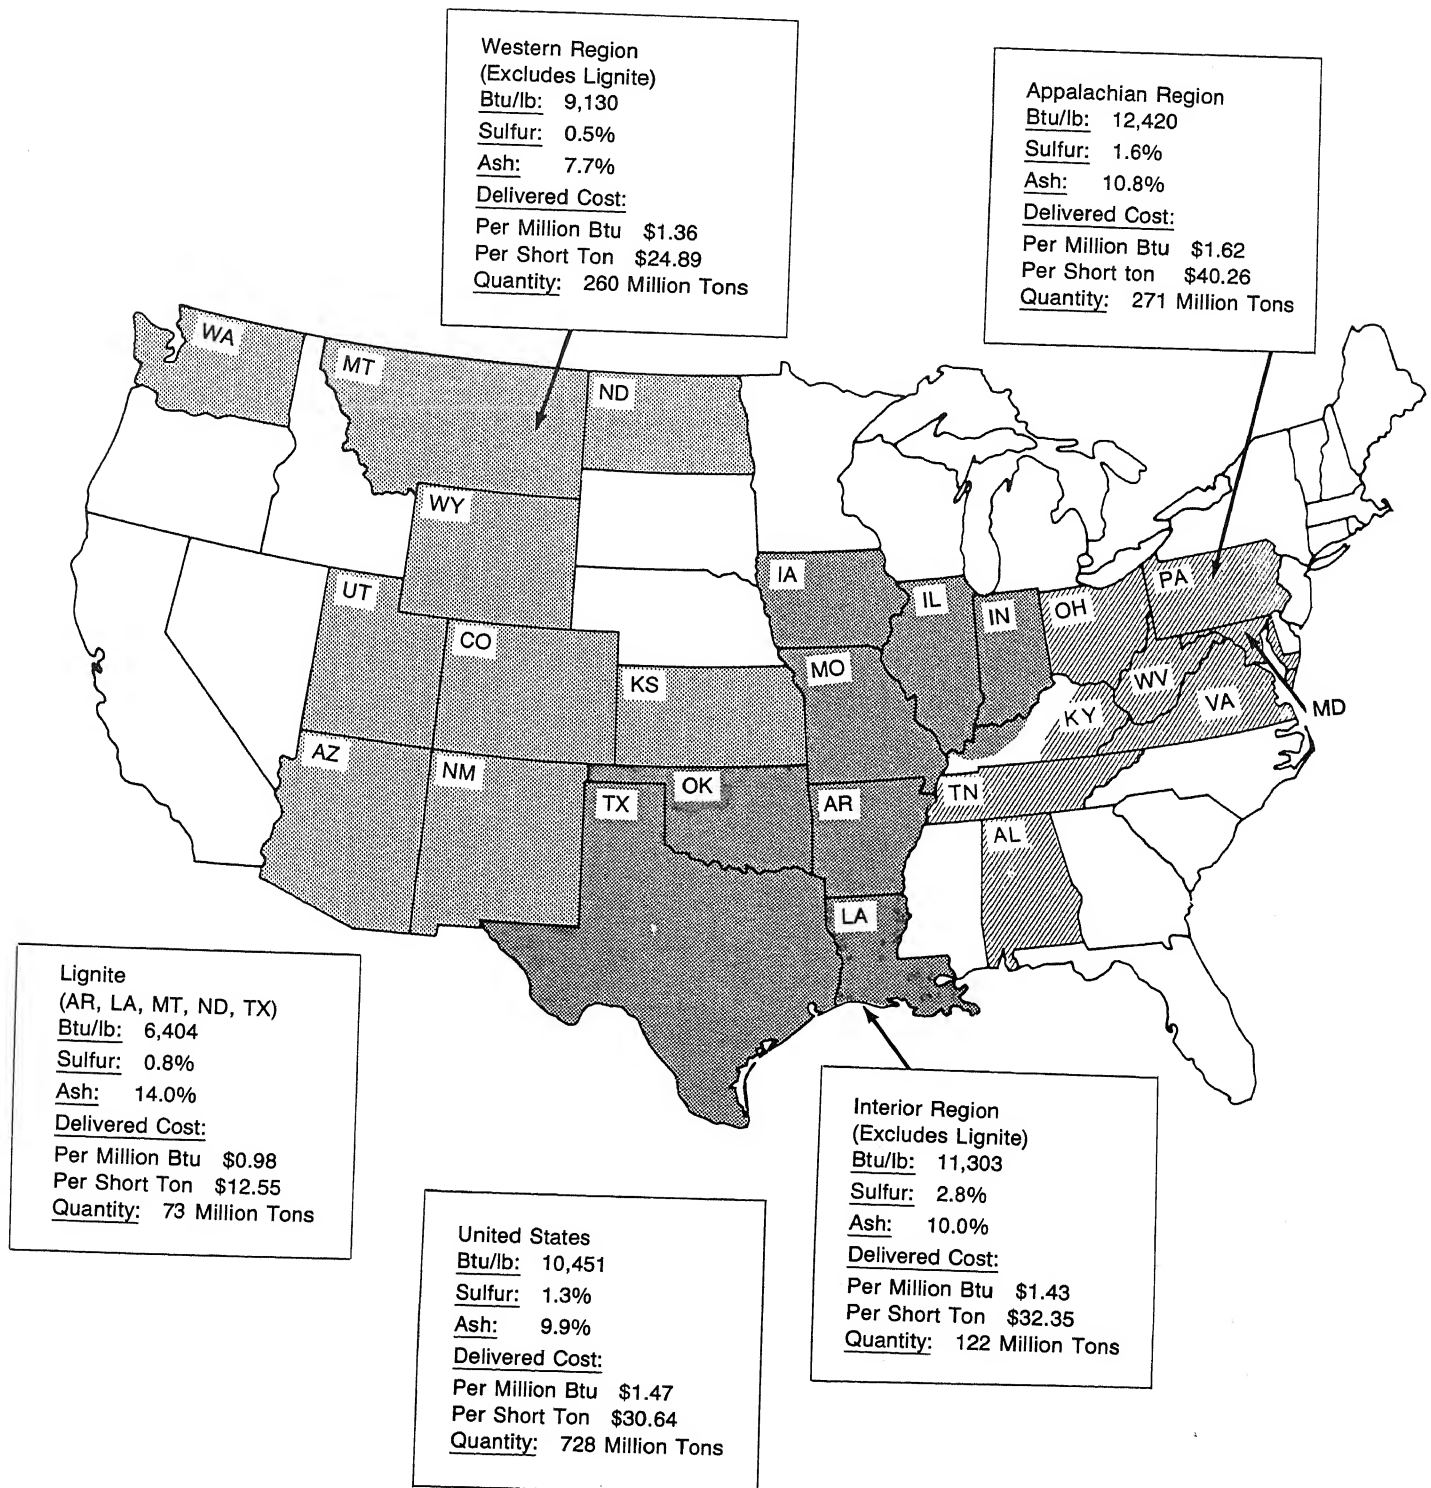 Western Region
(Excludes Lignite)
Btu/lb: 9,130
Sulfur: 0.5%
Ash: 7.7%
Delivered Cost:
Per Million Btu $1.36
Per Short Ton $24.89
Quantity: 260 Million Tons
Appalachian Region
Btu/lb: 12,420
Sulfur: 1.6%
Ash: 10.8%
Delivered Cost:
Per Million Btu $1.62
Per Short ton $40.26
Quantity: 271 Million Tons
WA
MT
ND
WY
UT
CO
KS
AZ
NM
TX
OK
IA
MO
AR
LA
IL
IN
OH
PA
WV
KY
VA
MD
TN
AL
Lignite
(AR, LA, MT, ND, TX)
Btu/lb: 6,404
Sulfur: 0.8%
Ash: 14.0%
Delivered Cost:
Per Million Btu $0.98
Per Short Ton $12.55
Quantity: 73 Million Tons
United States
Btu/lb: 10,451
Sulfur: 1.3%
Ash: 9.9%
Delivered Cost:
Per Million Btu $1.47
Per Short Ton $30.64
Quantity: 728 Million Tons
Interior Region
(Excludes Lignite)
Btu/lb: 11,303
Sulfur: 2.8%
Ash: 10.0%
Delivered Cost:
Per Million Btu $1.43
Per Short Ton $32.35
Quantity: 122 Million Tons